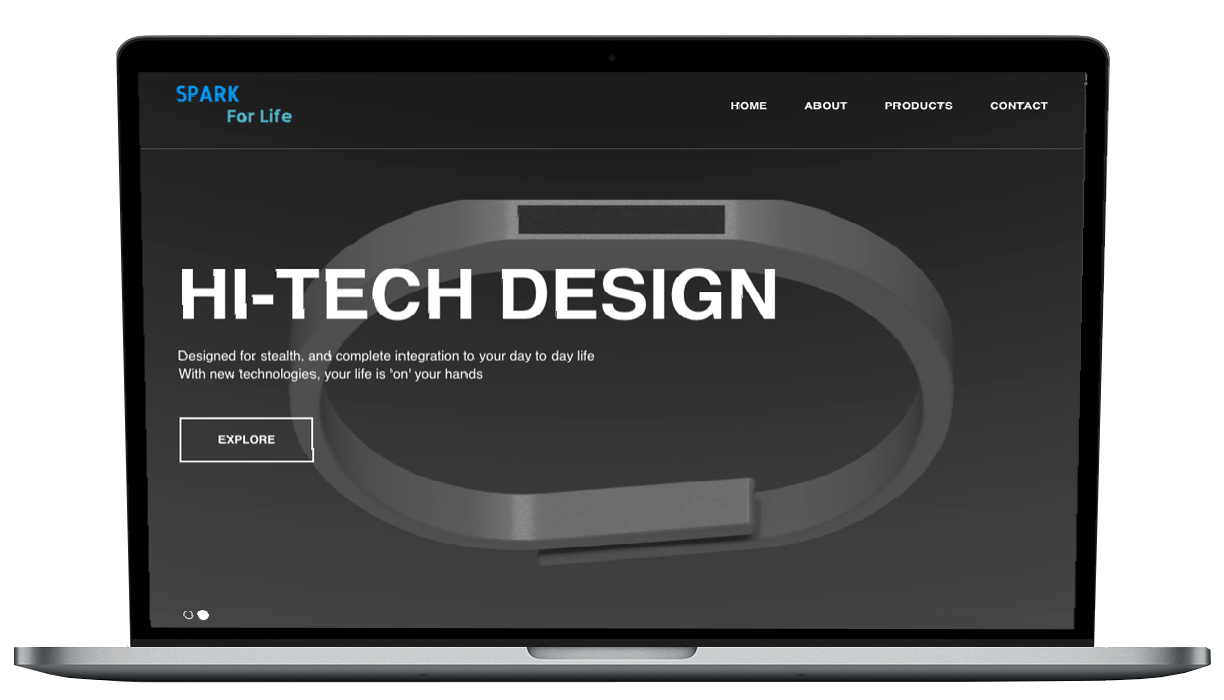 SPARK
For Life
HOME ABOUT PRODUCTS CONTACT
HI-TECH DESIGN
Designed for stealth, and complete integration to your day to day life
With new technologies, your life is 'on' your hands
EXPLORE